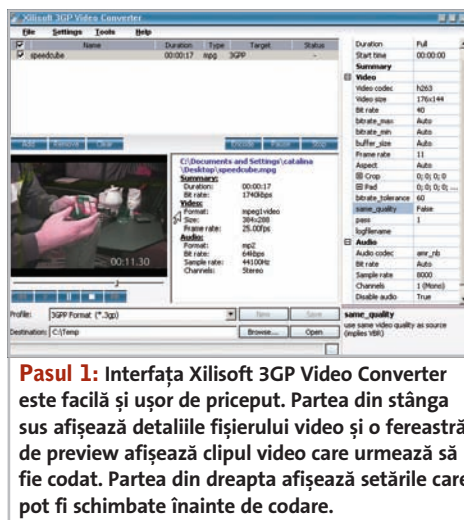 Xilisoft 3GP Video Converter
File Settings Tools Help
Name Duration Type Target Status
speedcube 00:00:17 mpg 3GPP -
Add Remove Clear Encode Pause Stop
00:11.30
C:\Documents and Settings\catalina
\Desktop\speedcube.mpg
Summary:
Duration: 00:00:17
Bit rate: 1740kbps
Video:
Format: mpeg1video
Size: 384x288
Frame rate: 25.00fps
Audio:
Format: mp2
Bit rate: 64kbps
Sample rate: 44100Hz
Channels: Stereo
Profile: 3GPP Format (*.3gp) New Save
Destination: C:\Temp Browse... Open
Duration Full
Start time 00:00:00
Summary
Video
Video codec h263
Video size 176x144
Bit rate 40
bitrate_max Auto
bitrate_min Auto
buffer_size Auto
Frame rate 11
Aspect Auto
Crop 0; 0; 0; 0
Pad 0; 0; 0; 0; ...
bitrate_tolerance 60
same_quality False
pass 1
logfilename
Audio
Audio codec amr_nb
Bit rate Auto
Sample rate 8000
Channels 1 (Mono)
Disable audio True
same_quality
use same video quality as source
(implies VBR)
Pasul 1: Interfața Xilisoft 3GP Video Converter
este facilă și ușor de priceput. Partea din stânga
sus afișează detaliile fișierului video și o fereastră
de preview afișează clipul video care urmează să
fie codat. Partea din dreapta afișează setările care
pot fi schimbate înainte de codare.